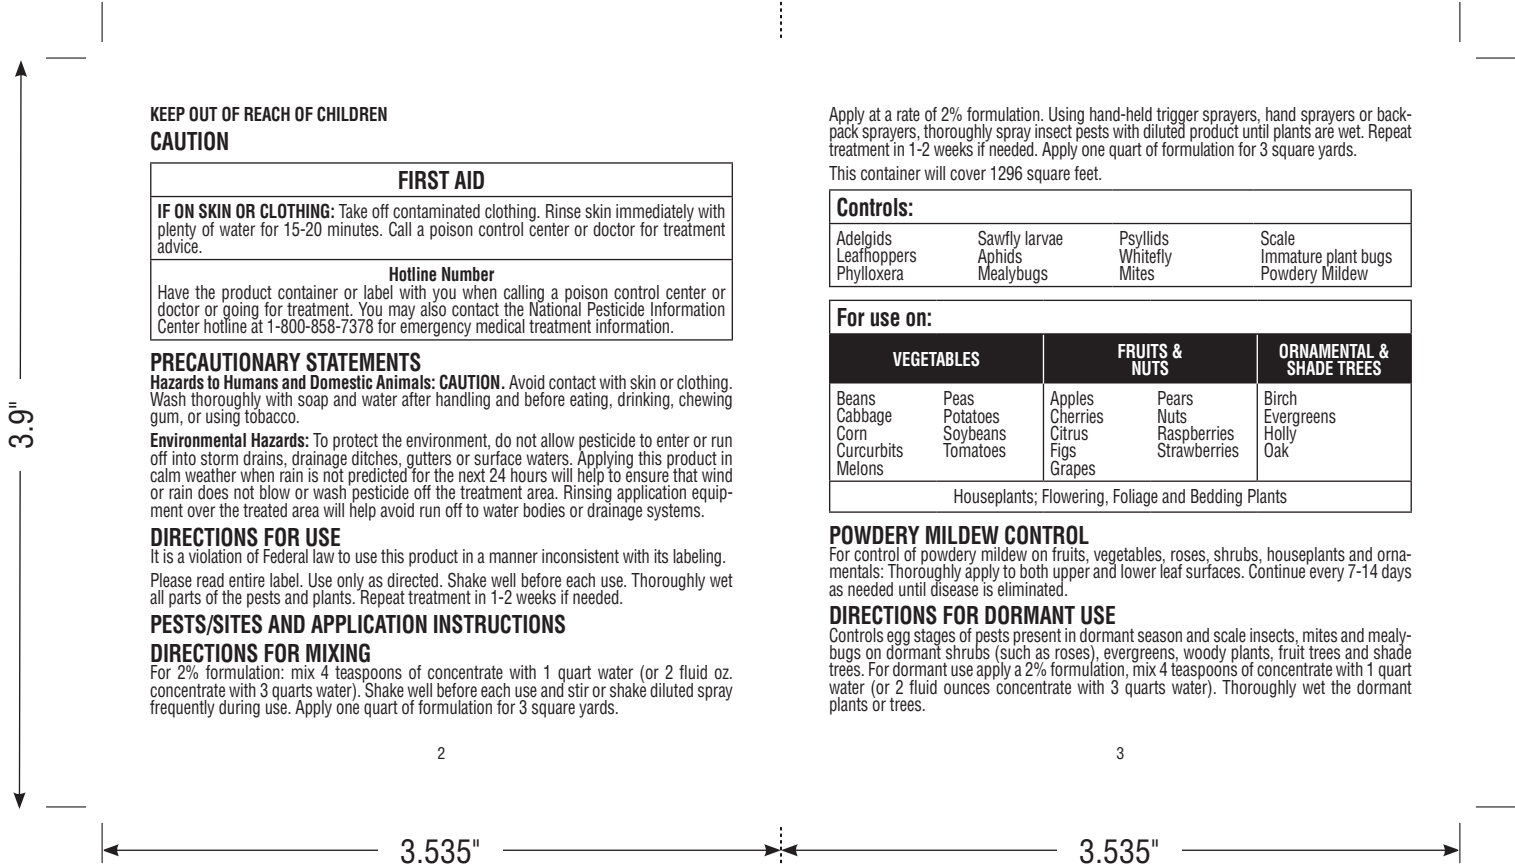 KEEP OUT OF REACH OF CHILDREN
CAUTION
FIRST AID
IF ON SKIN OR CLOTHING: Take off contaminated clothing. Rinse skin immediately with
plenty of water for 15-20 minutes. Call a poison control center or doctor for treatment
advice.
Hotline Number
Have the product container or label with you when calling a poison control center or
doctor or going for treatment. You may also contact the National Pesticide Information
Center hotline at 1-800-858-7378 for emergency medical treatment information.
PRECAUTIONARY STATEMENTS
Hazards to Humans and Domestic Animals: CAUTION. Avoid contact with skin or clothing.
Wash thoroughly with soap and water after handling and before eating, drinking, chewing
gum, or using tobacco.
Environmental Hazards: To protect the environment, do not allow pesticide to enter or run
off into storm drains, drainage ditches, gutters or surface waters. Applying this product in
calm weather when rain is not predicted for the next 24 hours will help to ensure that wind
or rain does not blow or wash pesticide off the treatment area. Rinsing application equip-
ment over the treated area will help avoid run off to water bodies or drainage systems.
DIRECTIONS FOR USE
It is a violation of Federal law to use this product in a manner inconsistent with its labeling.
Please read entire label. Use only as directed. Shake well before each use. Thoroughly wet
all parts of the pests and plants. Repeat treatment in 1-2 weeks if needed.
PESTS/SITES AND APPLICATION INSTRUCTIONS
DIRECTIONS FOR MIXING
For 2% formulation: mix 4 teaspoons of concentrate with 1 quart water (or 2 fluid oz.
concentrate with 3 quarts water). Shake well before each use and stir or shake diluted spray
frequently during use. Apply one quart of formulation for 3 square yards.
2
Apply at a rate of 2% formulation. Using hand-held trigger sprayers, hand sprayers or back-
pack sprayers, thoroughly spray insect pests with diluted product until plants are wet. Repeat
treatment in 1-2 weeks if needed. Apply one quart of formulation for 3 square yards.
This container will cover 1296 square feet.
Controls:
Adelgids Sawfly larvae Psyllids Scale
Leafhoppers Aphids Whitefly Immature plant bugs
Phylloxera Mealybugs Mites Powdery Mildew
For use on:
VEGETABLES
FRUITS &
NUTS
ORNAMENTAL &
SHADE TREES
Beans Peas Apples Pears Birch
Cabbage Potatoes Cherries Nuts Evergreens
Corn Soybeans Citrus Raspberries Holly
Curcurbits Tomatoes Figs Strawberries Oak
Melons Grapes
Houseplants; Flowering, Foliage and Bedding Plants
POWDERY MILDEW CONTROL
For control of powdery mildew on fruits, vegetables, roses, shrubs, houseplants and orna-
mentals: Thoroughly apply to both upper and lower leaf surfaces. Continue every 7-14 days
as needed until disease is eliminated.
DIRECTIONS FOR DORMANT USE
Controls egg stages of pests present in dormant season and scale insects, mites and mealy-
bugs on dormant shrubs (such as roses), evergreens, woody plants, fruit trees and shade
trees. For dormant use apply a 2% formulation, mix 4 teaspoons of concentrate with 1 quart
water (or 2 fluid ounces concentrate with 3 quarts water). Thoroughly wet the dormant
plants or trees.
3
3.9"
3.535"
3.535"